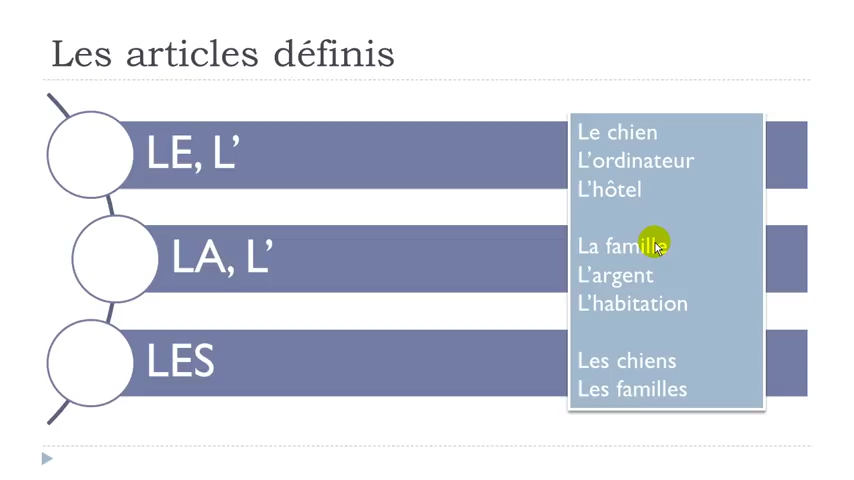 Les articles définis
LE, L’
LA, L’
LES
Le chien
L’ordinateur
L’hôtel
La famille
L’argent
L’habitation
Les chiens
Les familles